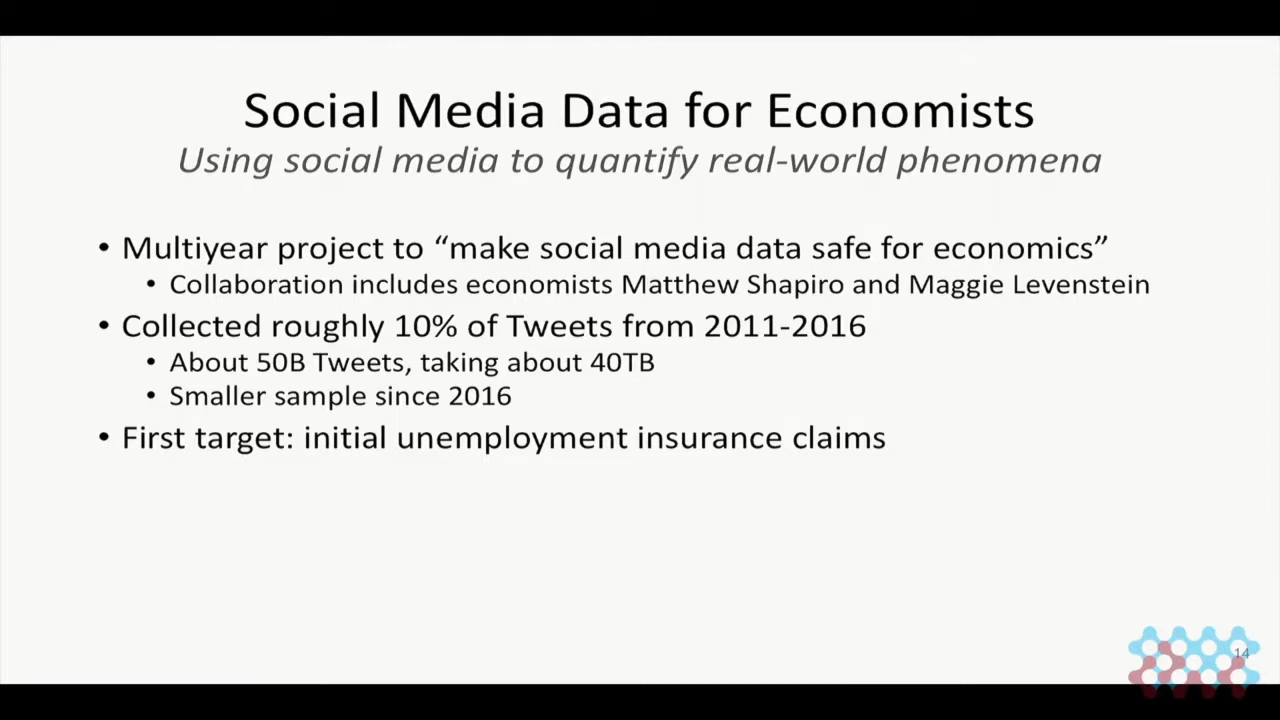 Social Media Data for Economists
Using social media to quantify real-world phenomena
• Multiyear project to “make social media data safe for economics”
• Collaboration includes economists Matthew Shapiro and Maggie Levenstein
• Collected roughly 10% of Tweets from 2011-2016
• About 50B Tweets, taking about 40TB
• Smaller sample since 2016
• First target: initial unemployment insurance claims
14